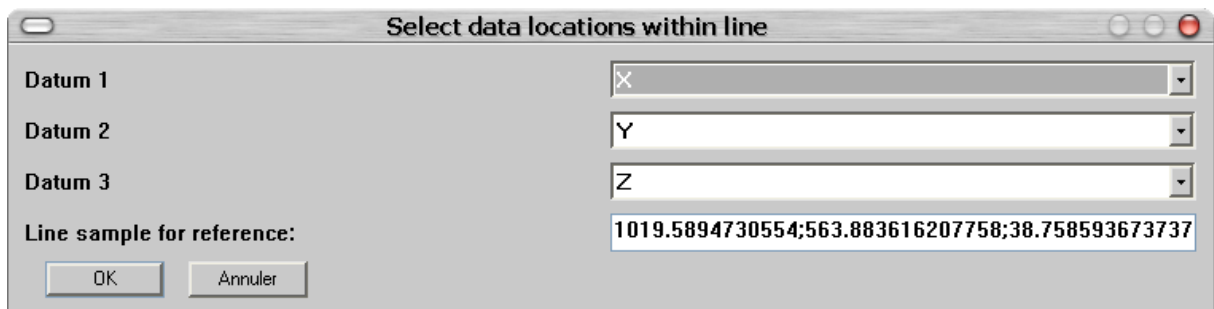 Select data locations within line
Datum 1 X
Datum 2 Y
Datum 3 Z
Line sample for reference: 1019.5894730554;563.883616207758;38.758593673737
OK Annuler